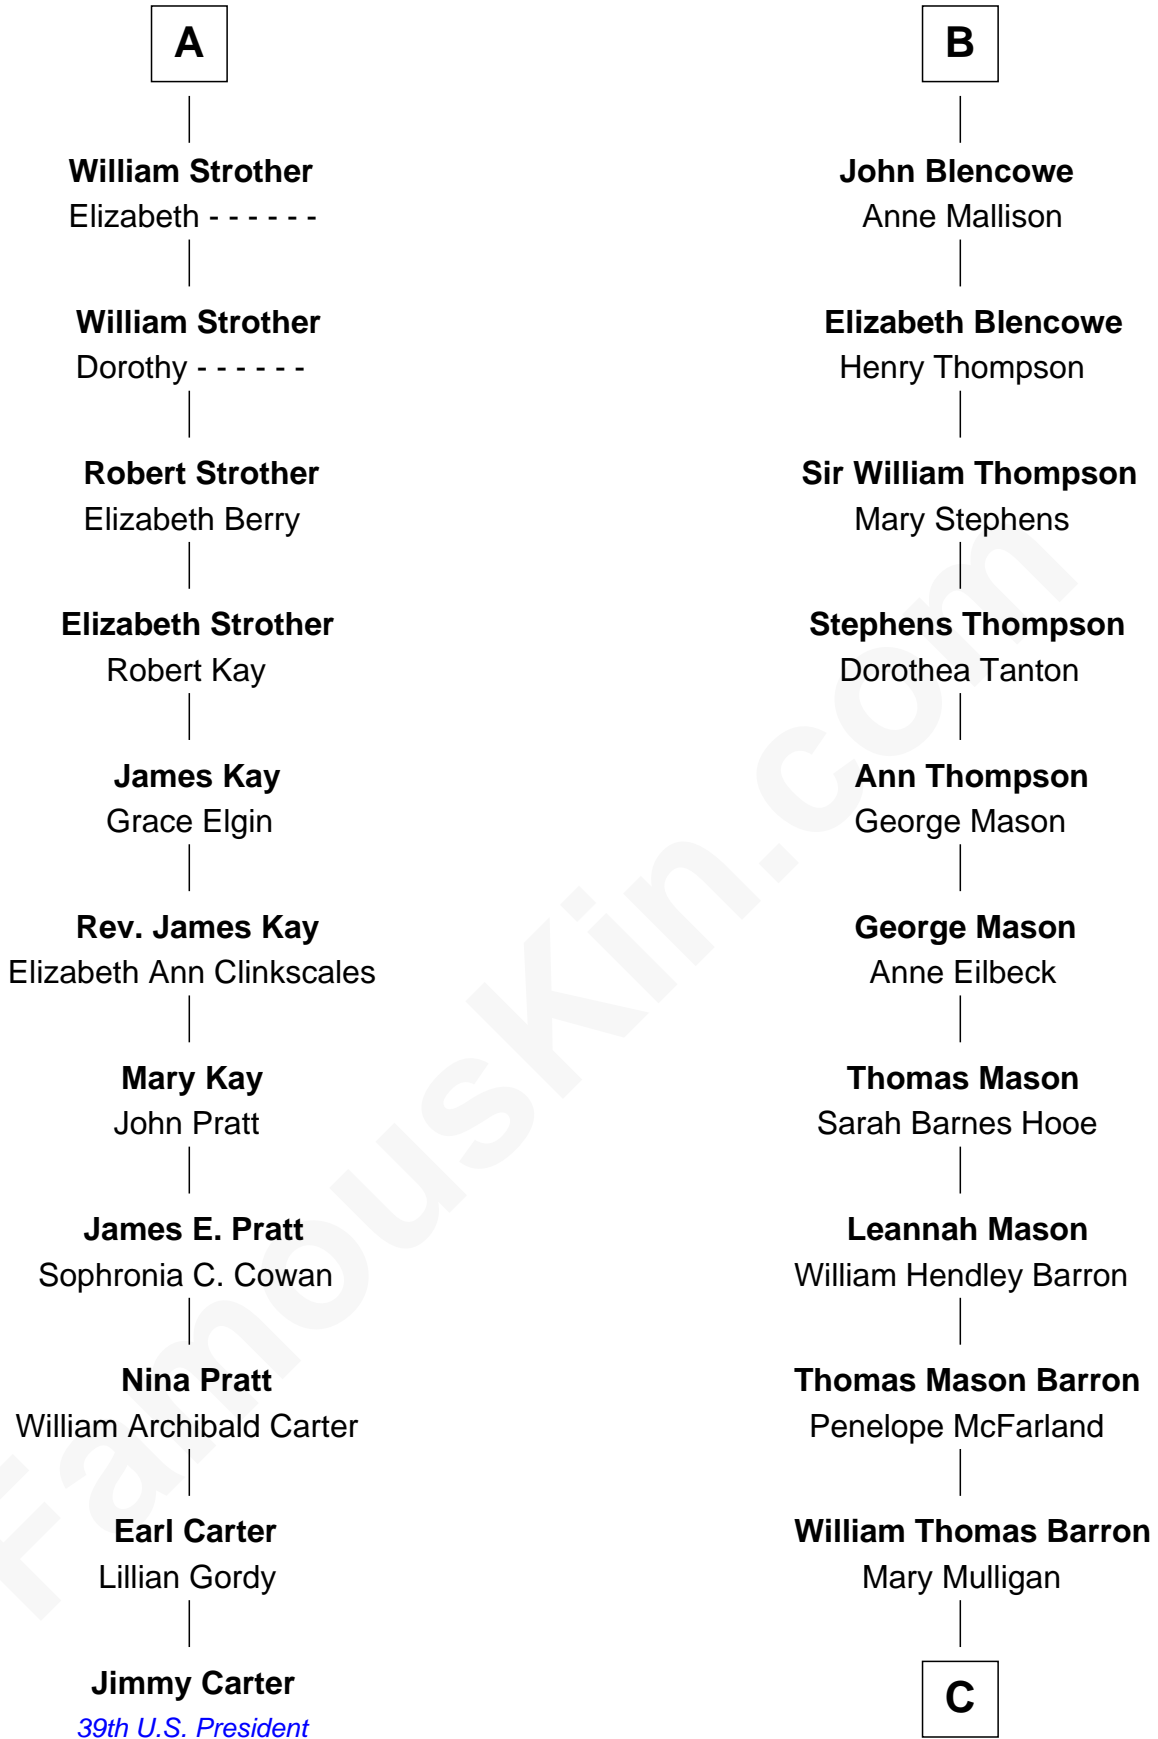 A
William Strother
Elizabeth - - - - - -
William Strother
Dorothy - - - - - -
Robert Strother
Elizabeth Berry
Elizabeth Strother
Robert Kay
James Kay
Grace Elgin
Rev. James Kay
Elizabeth Ann Clinkscales
Mary Kay
John Pratt
James E. Pratt
Sophronia C. Cowan
Nina Pratt
William Archibald Carter
Earl Carter
Lillian Gordy
Jimmy Carter
39th U.S. President
B
John Blencowe
Anne Mallison
Elizabeth Blencowe
Henry Thompson
Sir William Thompson
Mary Stephens
Stephens Thompson
Dorothea Tanton
Ann Thompson
George Mason
George Mason
Anne Eilbeck
Thomas Mason
Sarah Barnes Hooe
Leannah Mason
William Hendley Barron
Thomas Mason Barron
Penelope McFarland
William Thomas Barron
Mary Mulligan
C
FamousKin.com